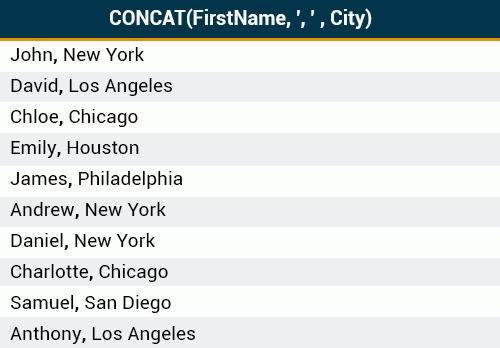 CONCAT(FirstName, ', ' , City)
John, New York
David, Los Angeles
Chloe, Chicago
Emily, Houston
James, Philadelphia
Andrew, New York
Daniel, New York
Charlotte, Chicago
Samuel, San Diego
Anthony, Los Angeles